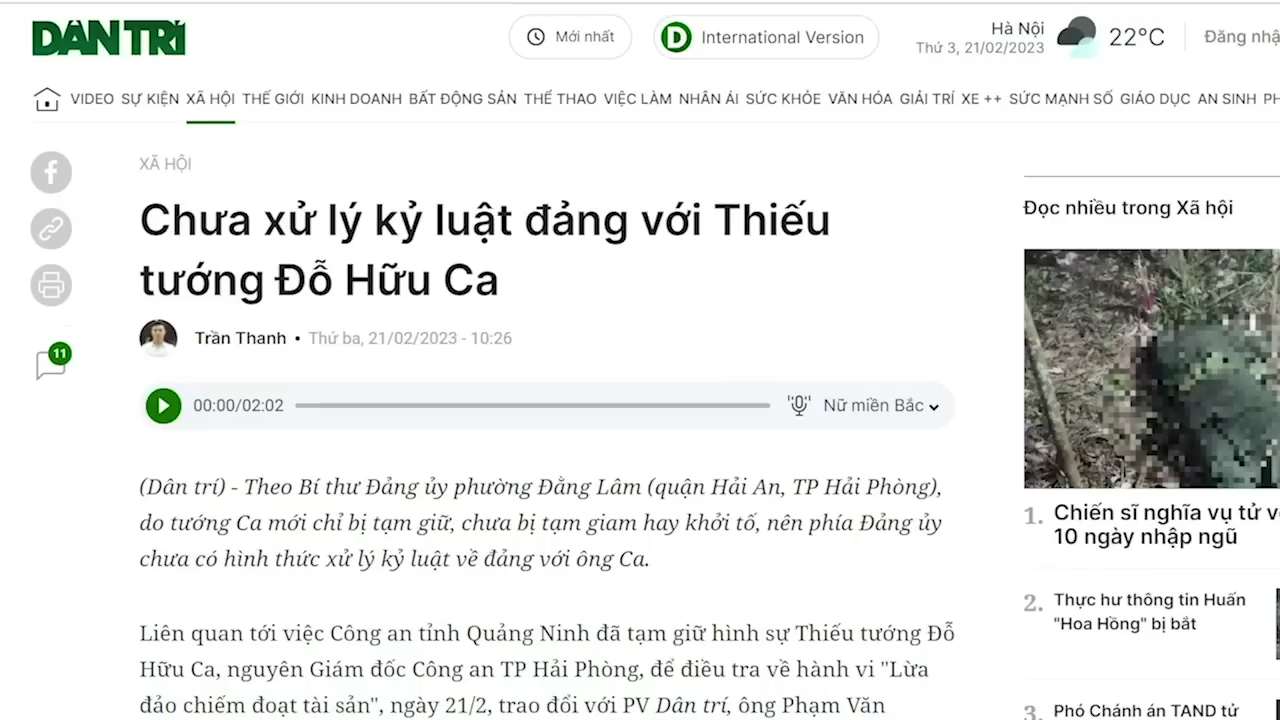 DÂN TRÍ
Mới nhất
D International Version
Hà Nội
Thứ 3, 21/02/2023
22°C
Đăng nhậ
VIDEO SỰ KIỆN XÃ HỘI THẾ GIỚI KINH DOANH BẤT ĐỘNG SẢN THỂ THAO VIỆC LÀM NHÂN ÁI SỨC KHỎE VĂN HÓA GIẢI TRÍ XE ++ SỨC MẠNH SỐ GIÁO DỤC AN SINH PH
XÃ HỘI
Chưa xử lý kỷ luật đảng với Thiếu
tướng Đỗ Hữu Ca
Trần Thanh • Thứ ba, 21/02/2023 - 10:26
11
00:00/02:02
Nữ miền Bắc
(Dân trí) - Theo Bí thư Đảng ủy phường Đằng Lâm (quận Hải An, TP Hải Phòng),
do tướng Ca mới chỉ bị tạm giữ, chưa bị tạm giam hay khởi tố, nên phía Đảng ủy
chưa có hình thức xử lý kỷ luật về đảng với ông Ca.
Liên quan tới việc Công an tỉnh Quảng Ninh đã tạm giữ hình sự Thiếu tướng Đỗ
Hữu Ca, nguyên Giám đốc Công an TP Hải Phòng, để điều tra về hành vi "Lừa
đảo chiếm đoạt tài sản", ngày 21/2, trao đổi với PV Dân trí, ông Phạm Văn
Đọc nhiều trong Xã hội
1. Chiến sĩ nghĩa vụ tử v
10 ngày nhập ngũ
2. Thực hư thông tin Huấn
"Hoa Hồng" bị bắt
3. Phó Chánh án TAND tứ